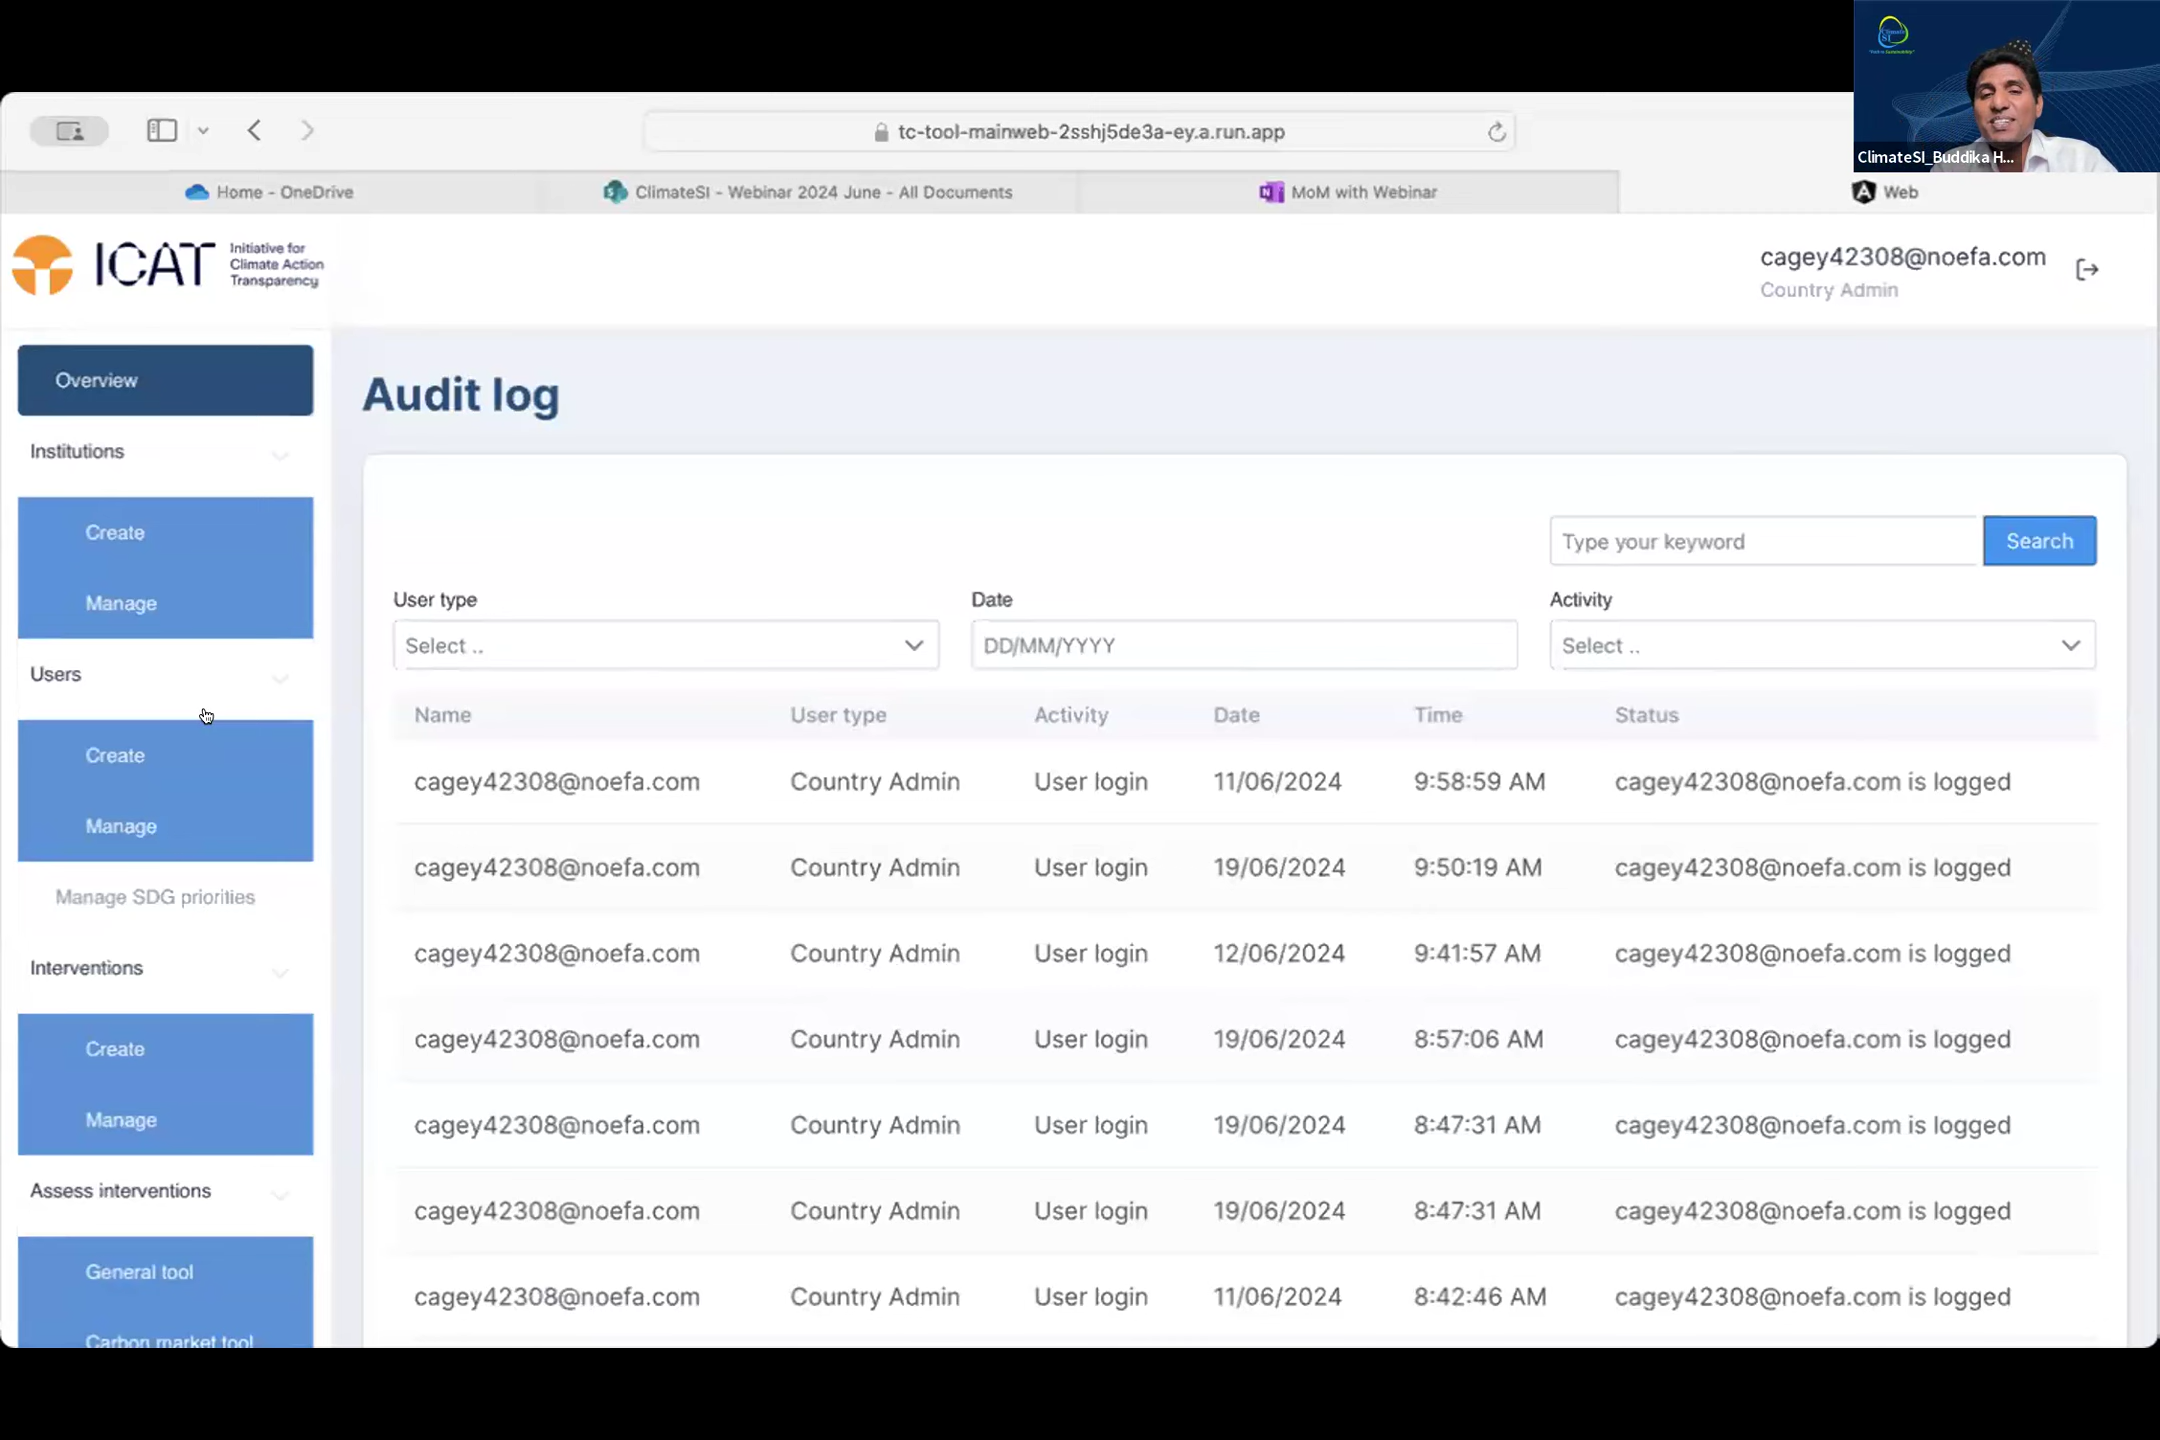 tc-tool-mainweb-2sshj5de3a-ey.a.run.app
ClimateSI_Buddika H...
Home - OneDrive
ClimateSI - Webinar 2024 June - All Documents
MoM with Webinar
Web
ICAT
Initiative for
Climate Action
Transparency
cagey42308@noefa.com
Country Admin
Overview
Institutions
Create
Manage
Users
Create
Manage
Manage SDG priorities
Interventions
Create
Manage
Assess interventions
General tool
Carbon market tool
Audit log
Type your keyword
Search
User type
Date
Activity
Select ..
DD/MM/YYYY
Select ..
Name User type Activity Date Time Status
cagey42308@noefa.com Country Admin User login 11/06/2024 9:58:59 AM cagey42308@noefa.com is logged
cagey42308@noefa.com Country Admin User login 19/06/2024 9:50:19 AM cagey42308@noefa.com is logged
cagey42308@noefa.com Country Admin User login 12/06/2024 9:41:57 AM cagey42308@noefa.com is logged
cagey42308@noefa.com Country Admin User login 19/06/2024 8:57:06 AM cagey42308@noefa.com is logged
cagey42308@noefa.com Country Admin User login 19/06/2024 8:47:31 AM cagey42308@noefa.com is logged
cagey42308@noefa.com Country Admin User login 19/06/2024 8:47:31 AM cagey42308@noefa.com is logged
cagey42308@noefa.com Country Admin User login 11/06/2024 8:42:46 AM cagey42308@noefa.com is logged